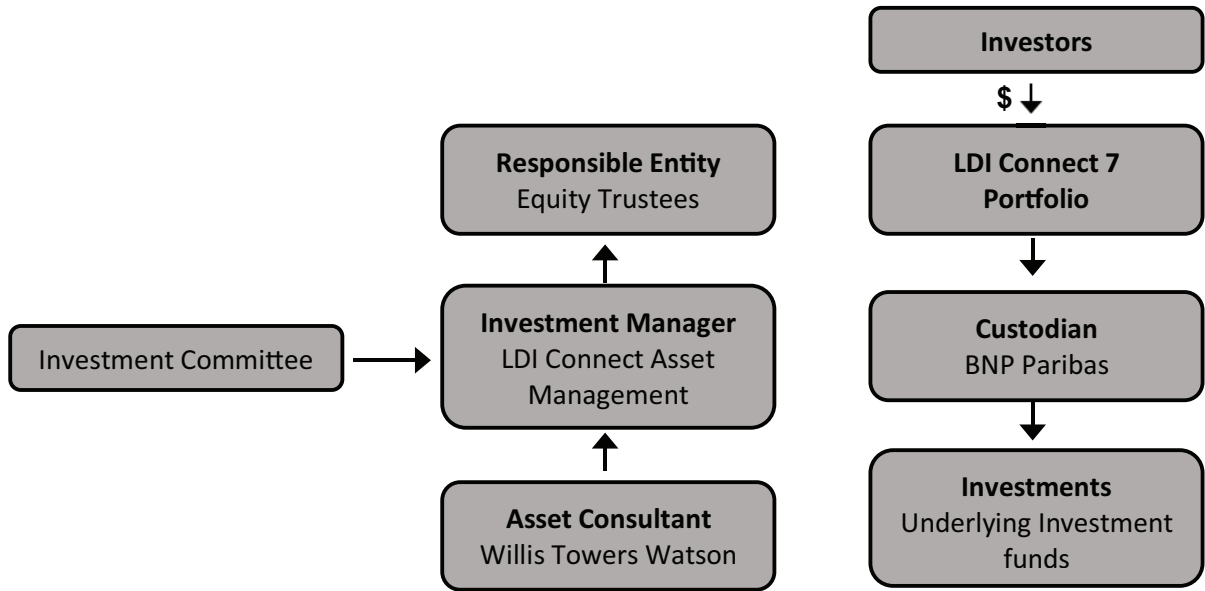 Investors
$
Responsible Entity
Equity Trustees
LDI Connect 7
Portfolio
Investment Committee
Investment Manager
LDI Connect Asset
Management
Custodian
BNP Paribas
Asset Consultant
Willis Towers Watson
Investments
Underlying Investment
funds